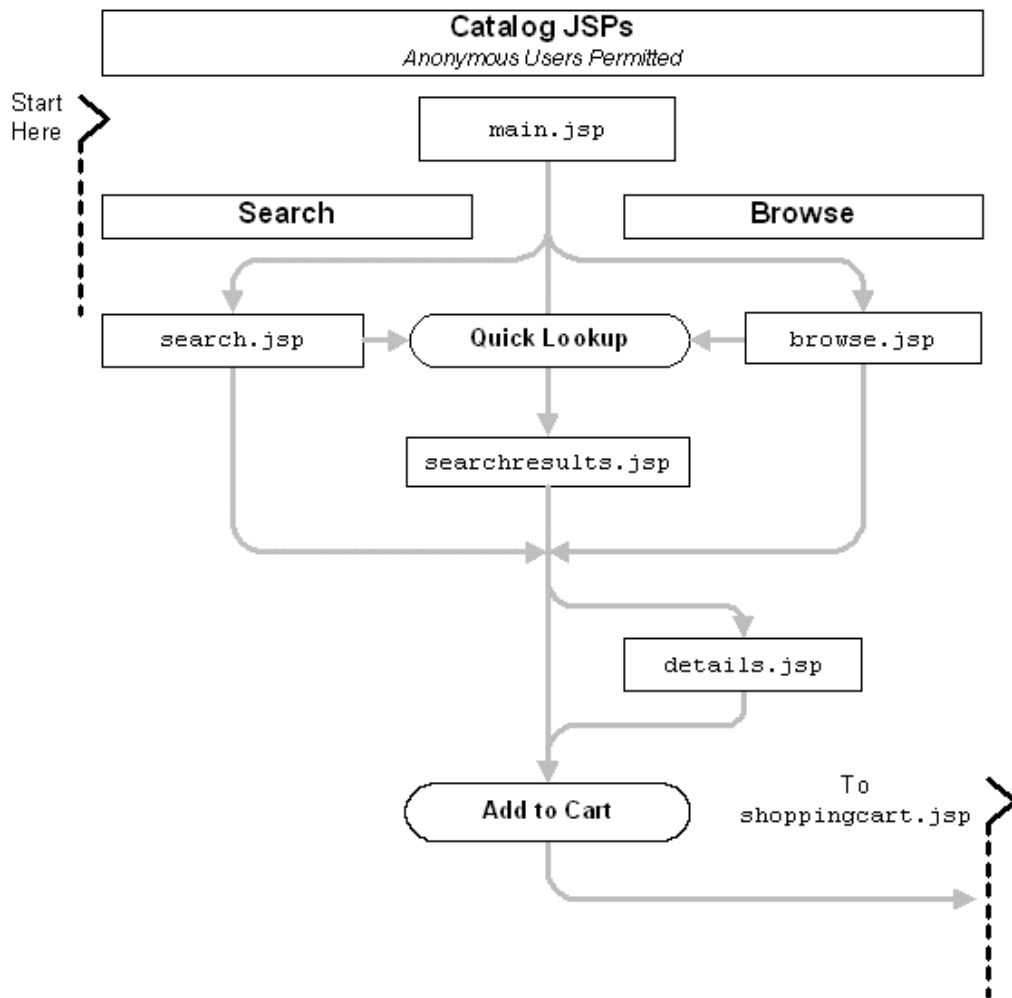 Catalog JSPs
Anonymous Users Permitted
Start
Here
main.jsp
Search
Browse
search.jsp
Quick Lookup
browse.jsp
searchresults.jsp
details.jsp
Add to Cart
To
shoppingcart.jsp